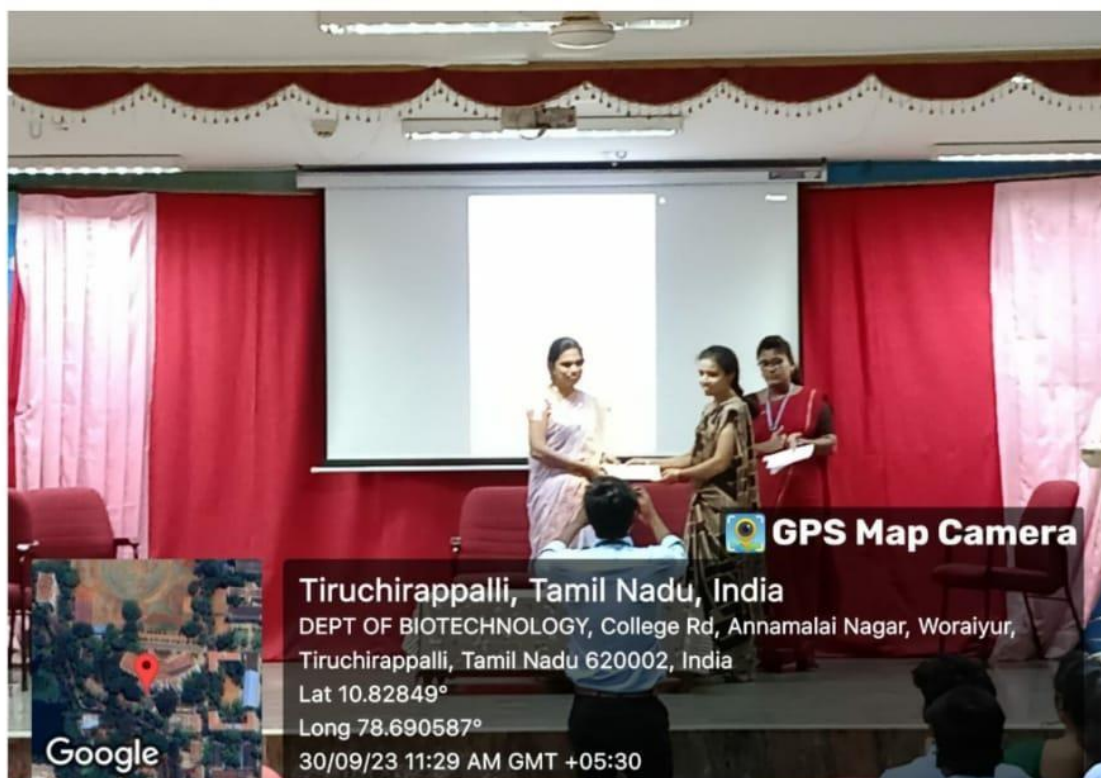 GPS Map Camera
Tiruchirappalli, Tamil Nadu, India
DEPT OF BIOTECHNOLOGY, College Rd, Annamalai Nagar, Woraiyur,
Tiruchirappalli, Tamil Nadu 620002, India
Lat 10.82849°
Long 78.690587°
30/09/23 11:29 AM GMT +05:30
Google